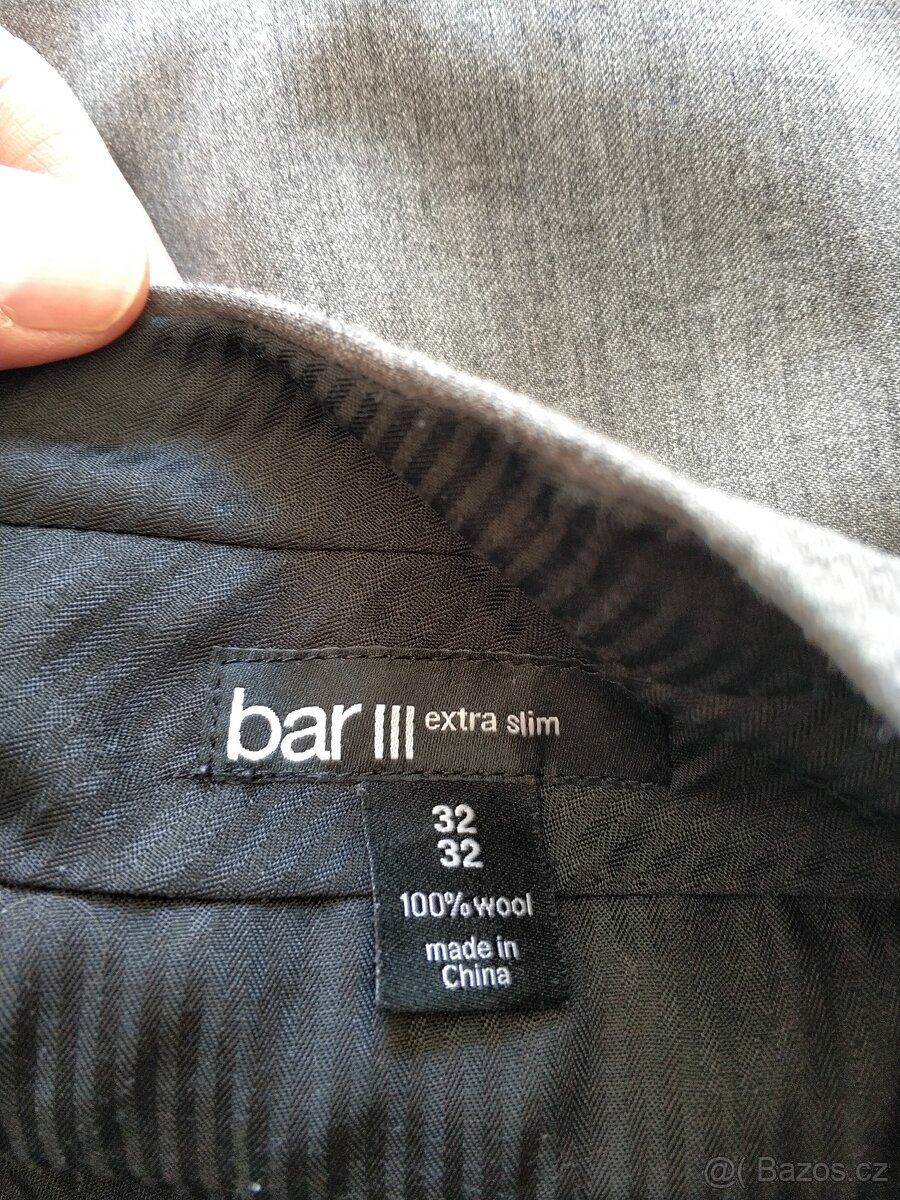 bar III extra slim
32
32
100% wool
made in
China
@( Bazos.cz